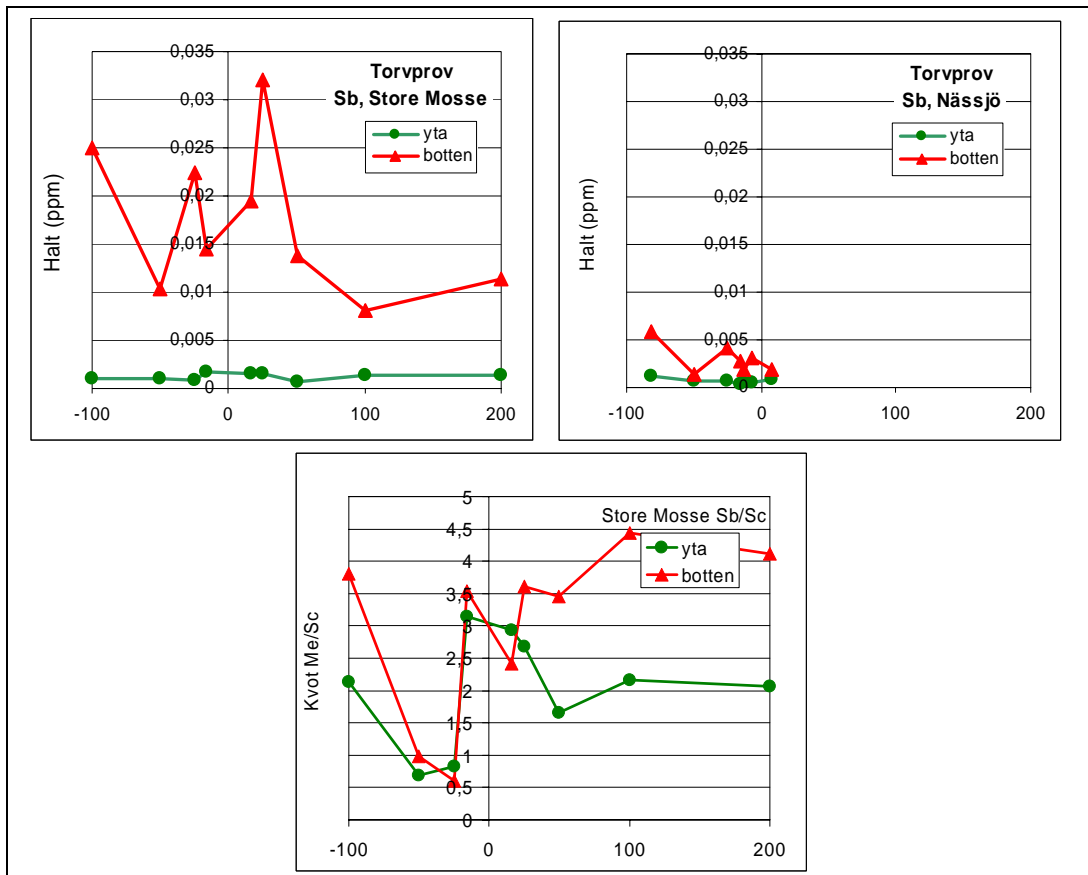 Torvprov
Sb, Store Mosse
yta
botten
Halt (ppm)
0,035
0,03
0,025
0,02
0,015
0,01
0,005
0
-100 0 100 200
Torvprov
Sb, Nässjö
yta
botten
Halt (ppm)
0,035
0,03
0,025
0,02
0,015
0,01
0,005
0
-100 0 100 200
Store Mosse Sb/Sc
yta
botten
Kvot Me/Sc
5
4,5
4
3,5
3
2,5
2
1,5
1
0,5
0
-100 0 100 200